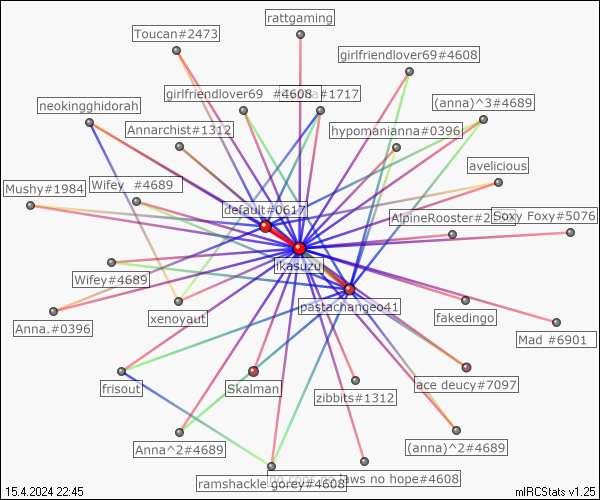 rattgaming
Toucan#2473
girlfriendlover69#4608
girlfriendlover69 #4608
#1717
neokingghidorah
(anna)^3#4689
Annarchist#1312
hypomanianna#0396
avelicious
Mushy#1984
Wifey #4689
default#0617
AlpineRooster#2
Soxy Foxy#5076
ikasuzu
Wifey#4689
pastachangeo41
Anna.#0396
xenoyaut
fakedingo
Mad #6901
frisout
Skalman
zibbits#1312
ace deucy#7097
Anna^2#4689
(anna)^2#4689
ramshackle gorey#4608
laws no hope#4608
15.4.2024 22:45
mIRCStats v1.25